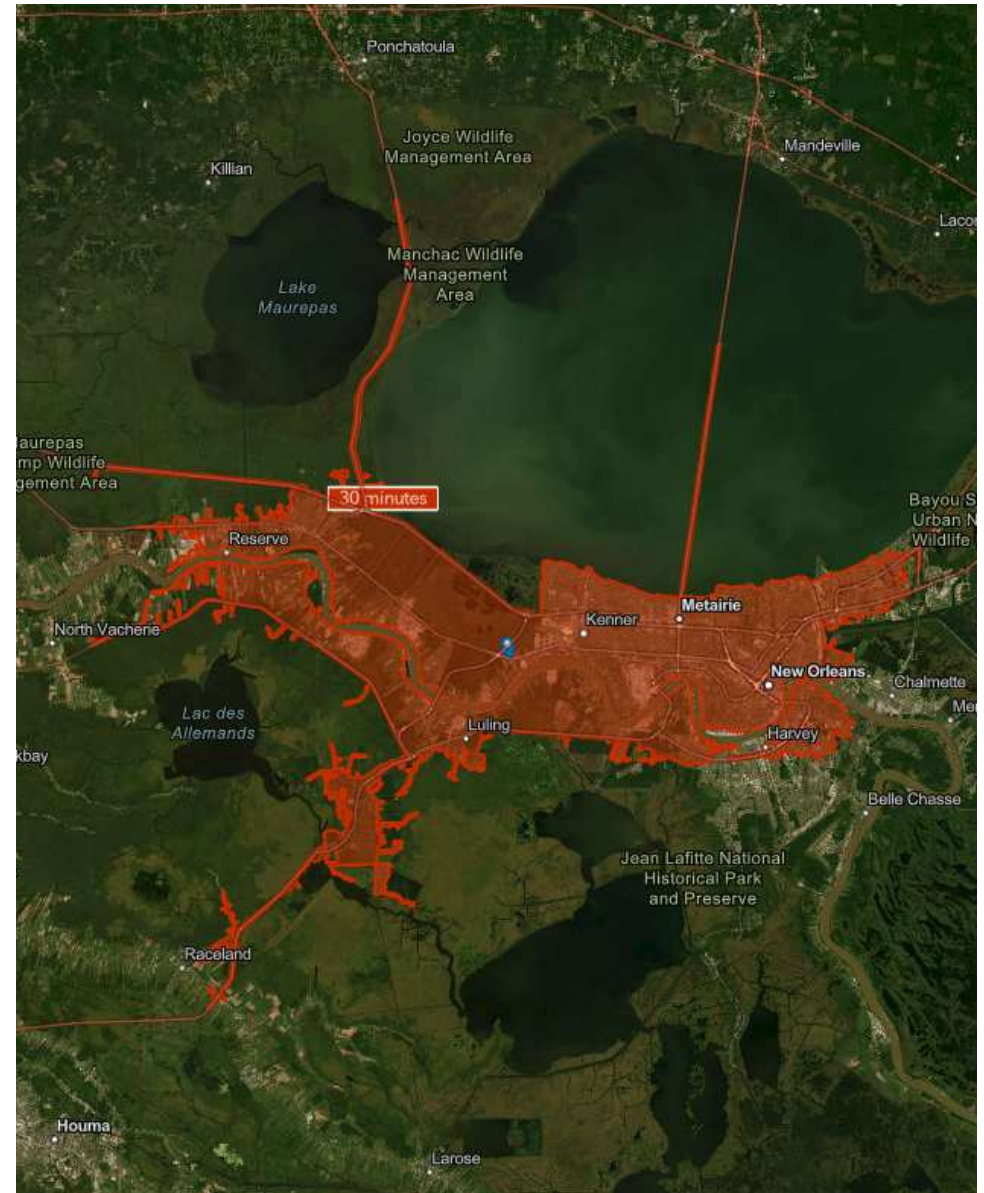 Ponchatoula
Joyce Wildlife
Management Area
Mandeville
Killian
Lacor
Manchac Wildlife
Management
Area
Lake
Maurepas
laurepas
mp Wildlife
gement Area
30 minutes
Bayou S
Urban N
Wildlife
Reserve
Metairie
Kenner
North Vacherie
New Orleans
Chalmette
Lac des
Allemands
Luling
Mer
Harvey
kbay
Belle Chasse
Jean Lafitte National
Historical Park
and Preserve
Raceland
Houma
Larose